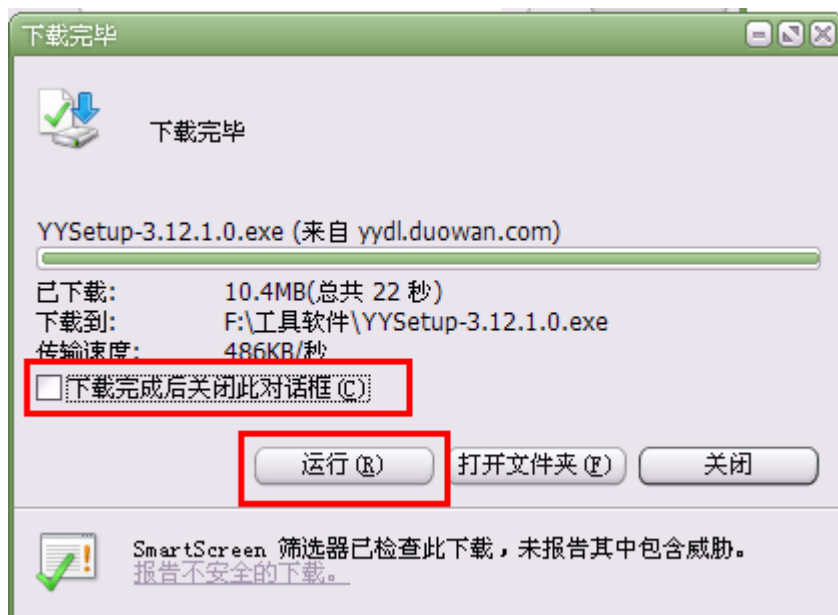 下载完毕
下载完毕
YYSetup-3.12.1.0.exe (来自 yydl.duowan.com)
已下载: 10.4MB(总共 22 秒)
下载到: F:\工具软件\YYSetup-3.12.1.0.exe
传输速度: 486KB/秒
下载完成后关闭此对话框(C)
运行(R) 打开文件夹(F) 关闭
SmartScreen 筛选器已检查此下载，未报告其中包含威胁。
报告不安全的下载。